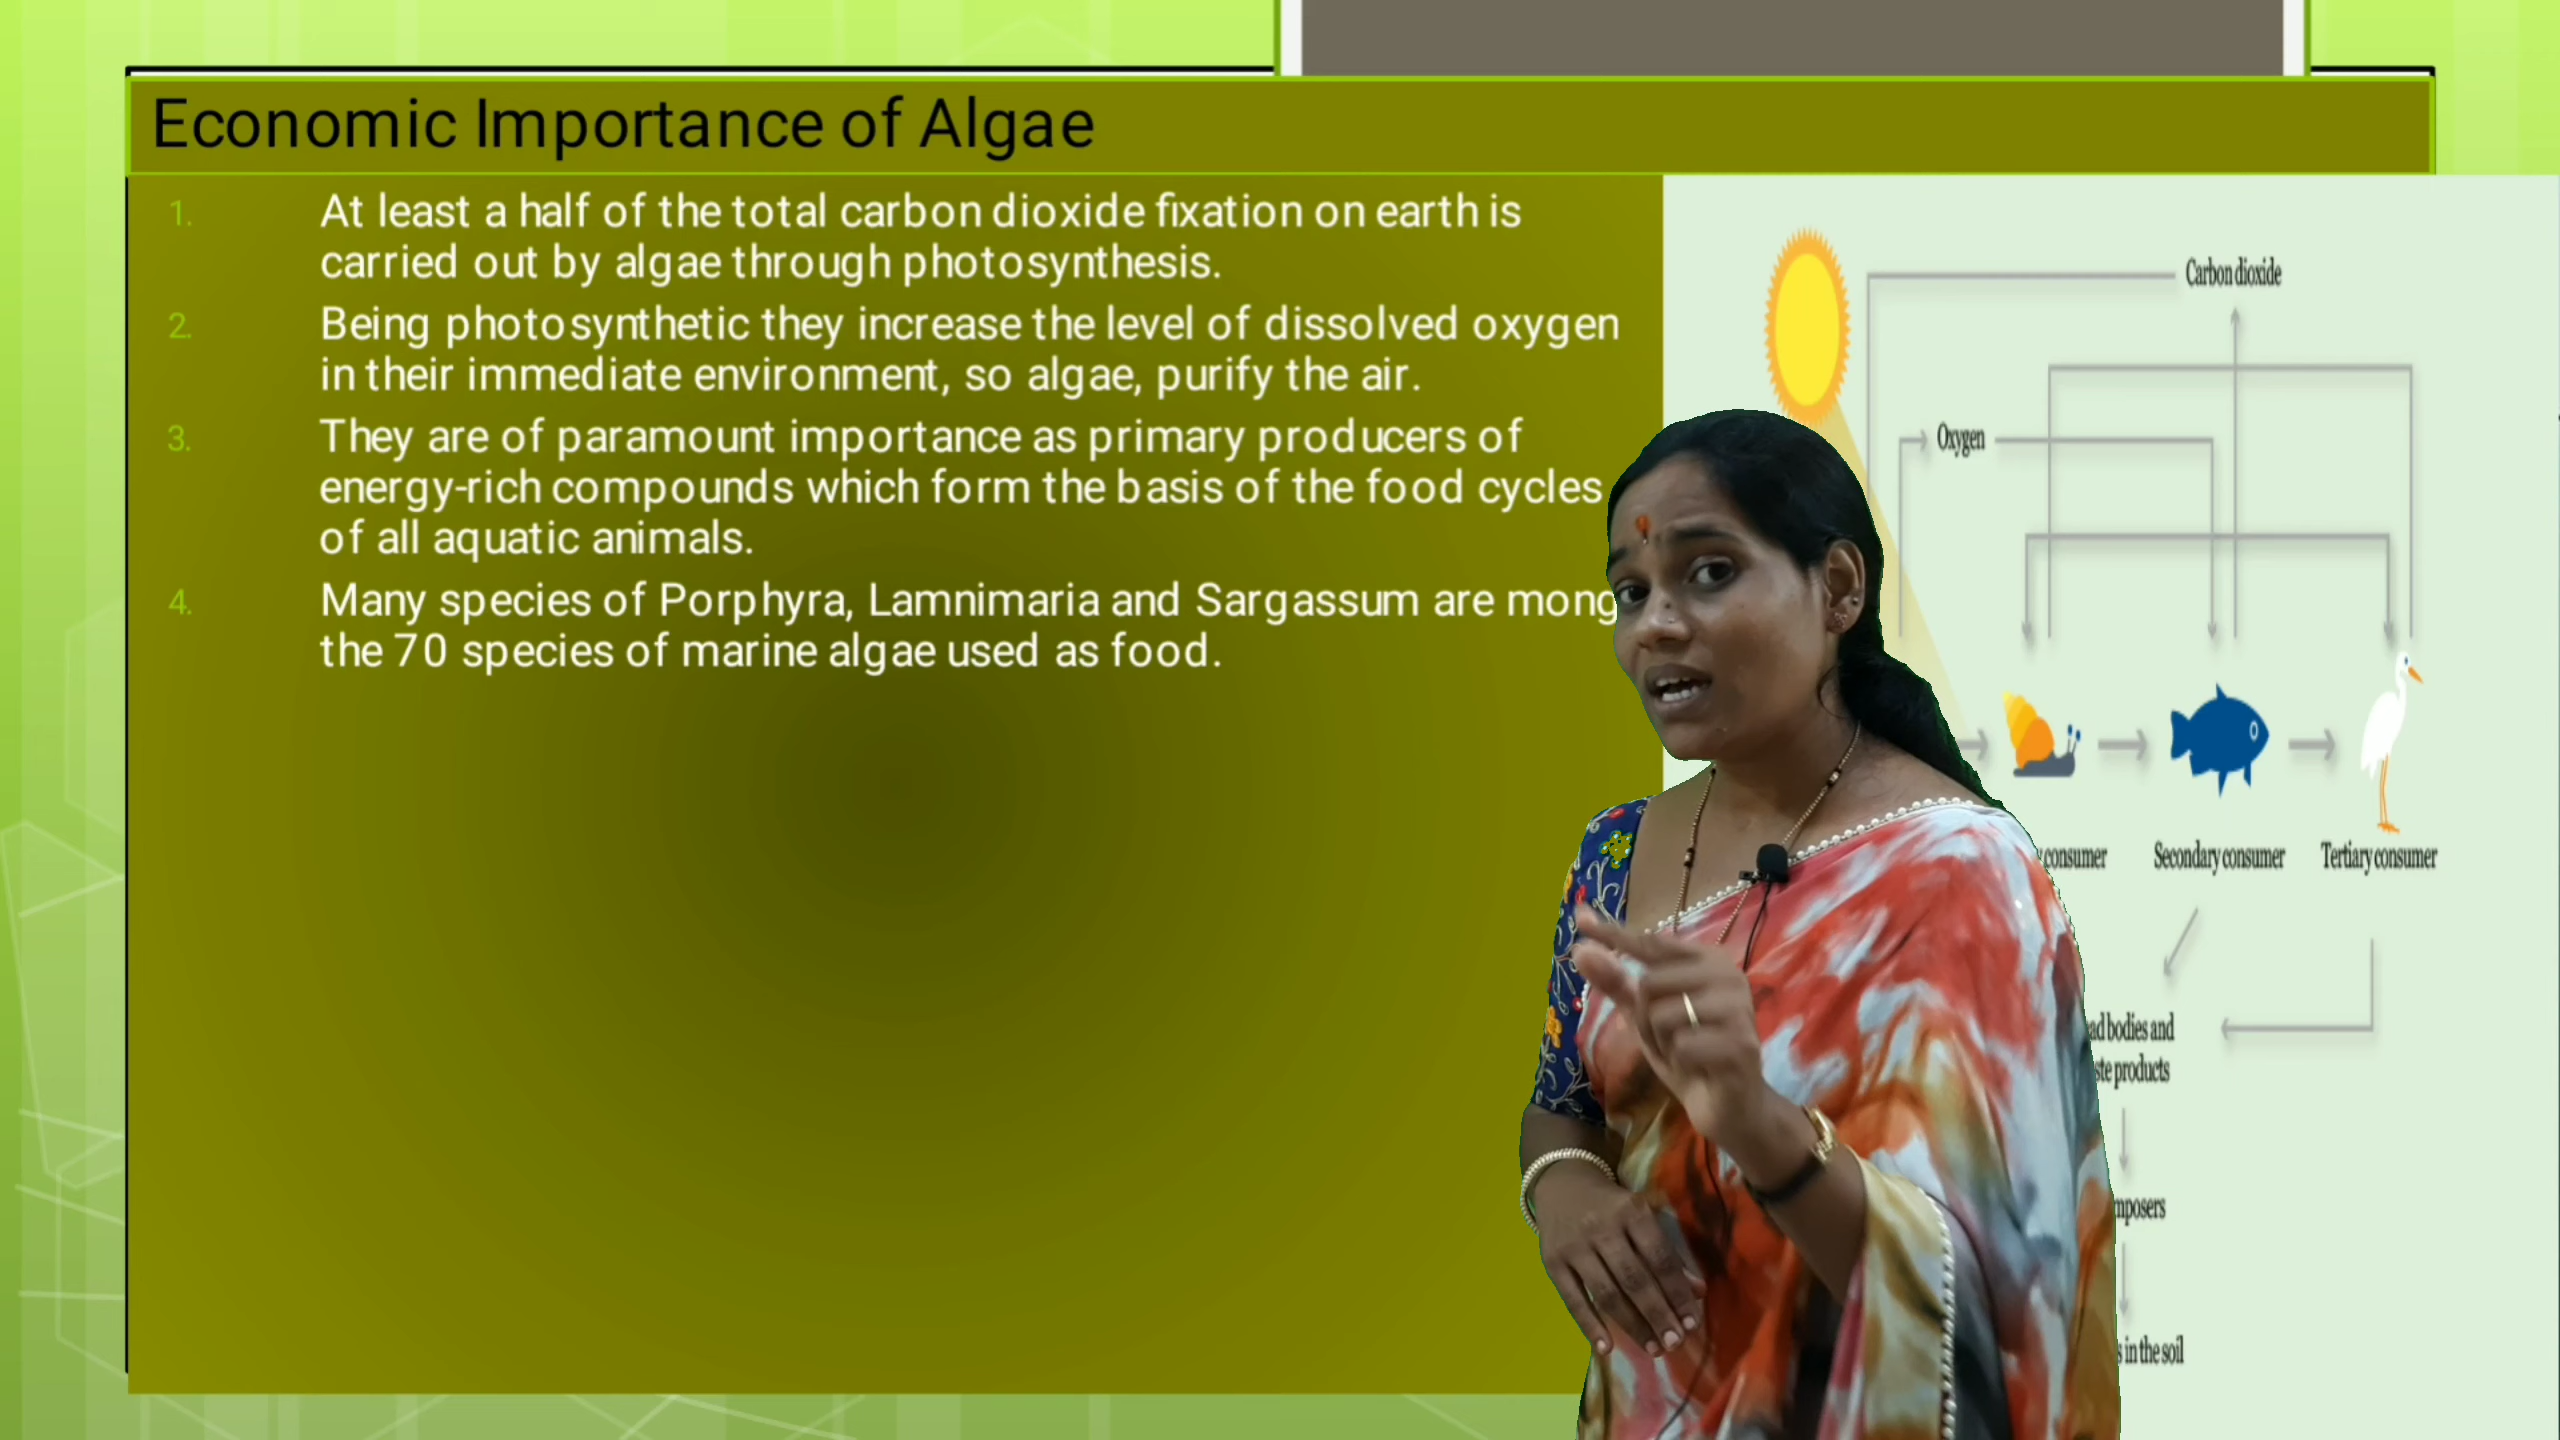 Economic Importance of Algae
1. At least a half of the total carbon dioxide fixation on earth is
carried out by algae through photosynthesis.
2. Being photosynthetic they increase the level of dissolved oxygen
in their immediate environment, so algae, purify the air.
3. They are of paramount importance as primary producers of
energy-rich compounds which form the basis of the food cycles
of all aquatic animals.
4. Many species of Porphyra, Lamnimaria and Sargassum are mong
the 70 species of marine algae used as food.
Carbon dioxide
Oxygen
consumer
Secondary consumer
Tertiary consumer
bodies and
products
in the soil